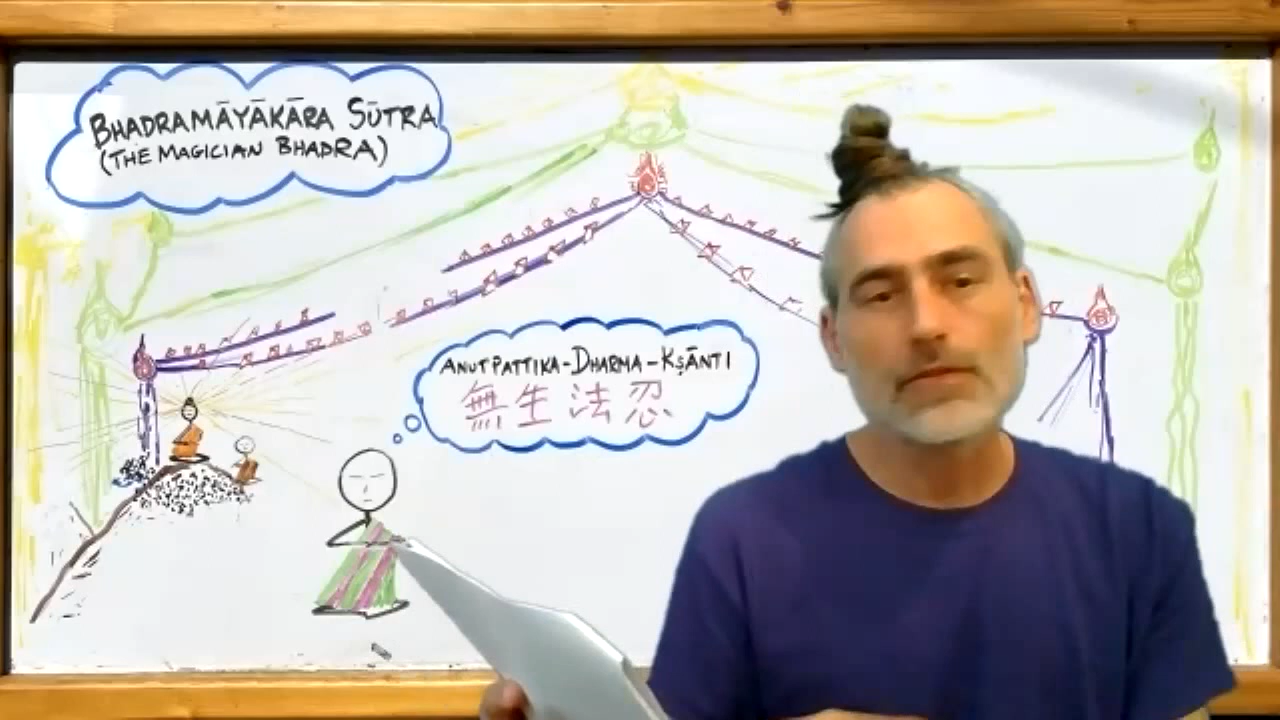 BHADRAMĀYĀKĀRA SŪTRA
(THE MAGICIAN BHADRA)
ANUTPATTIKA-DHARMA-KṢĀNTI
無生法忍